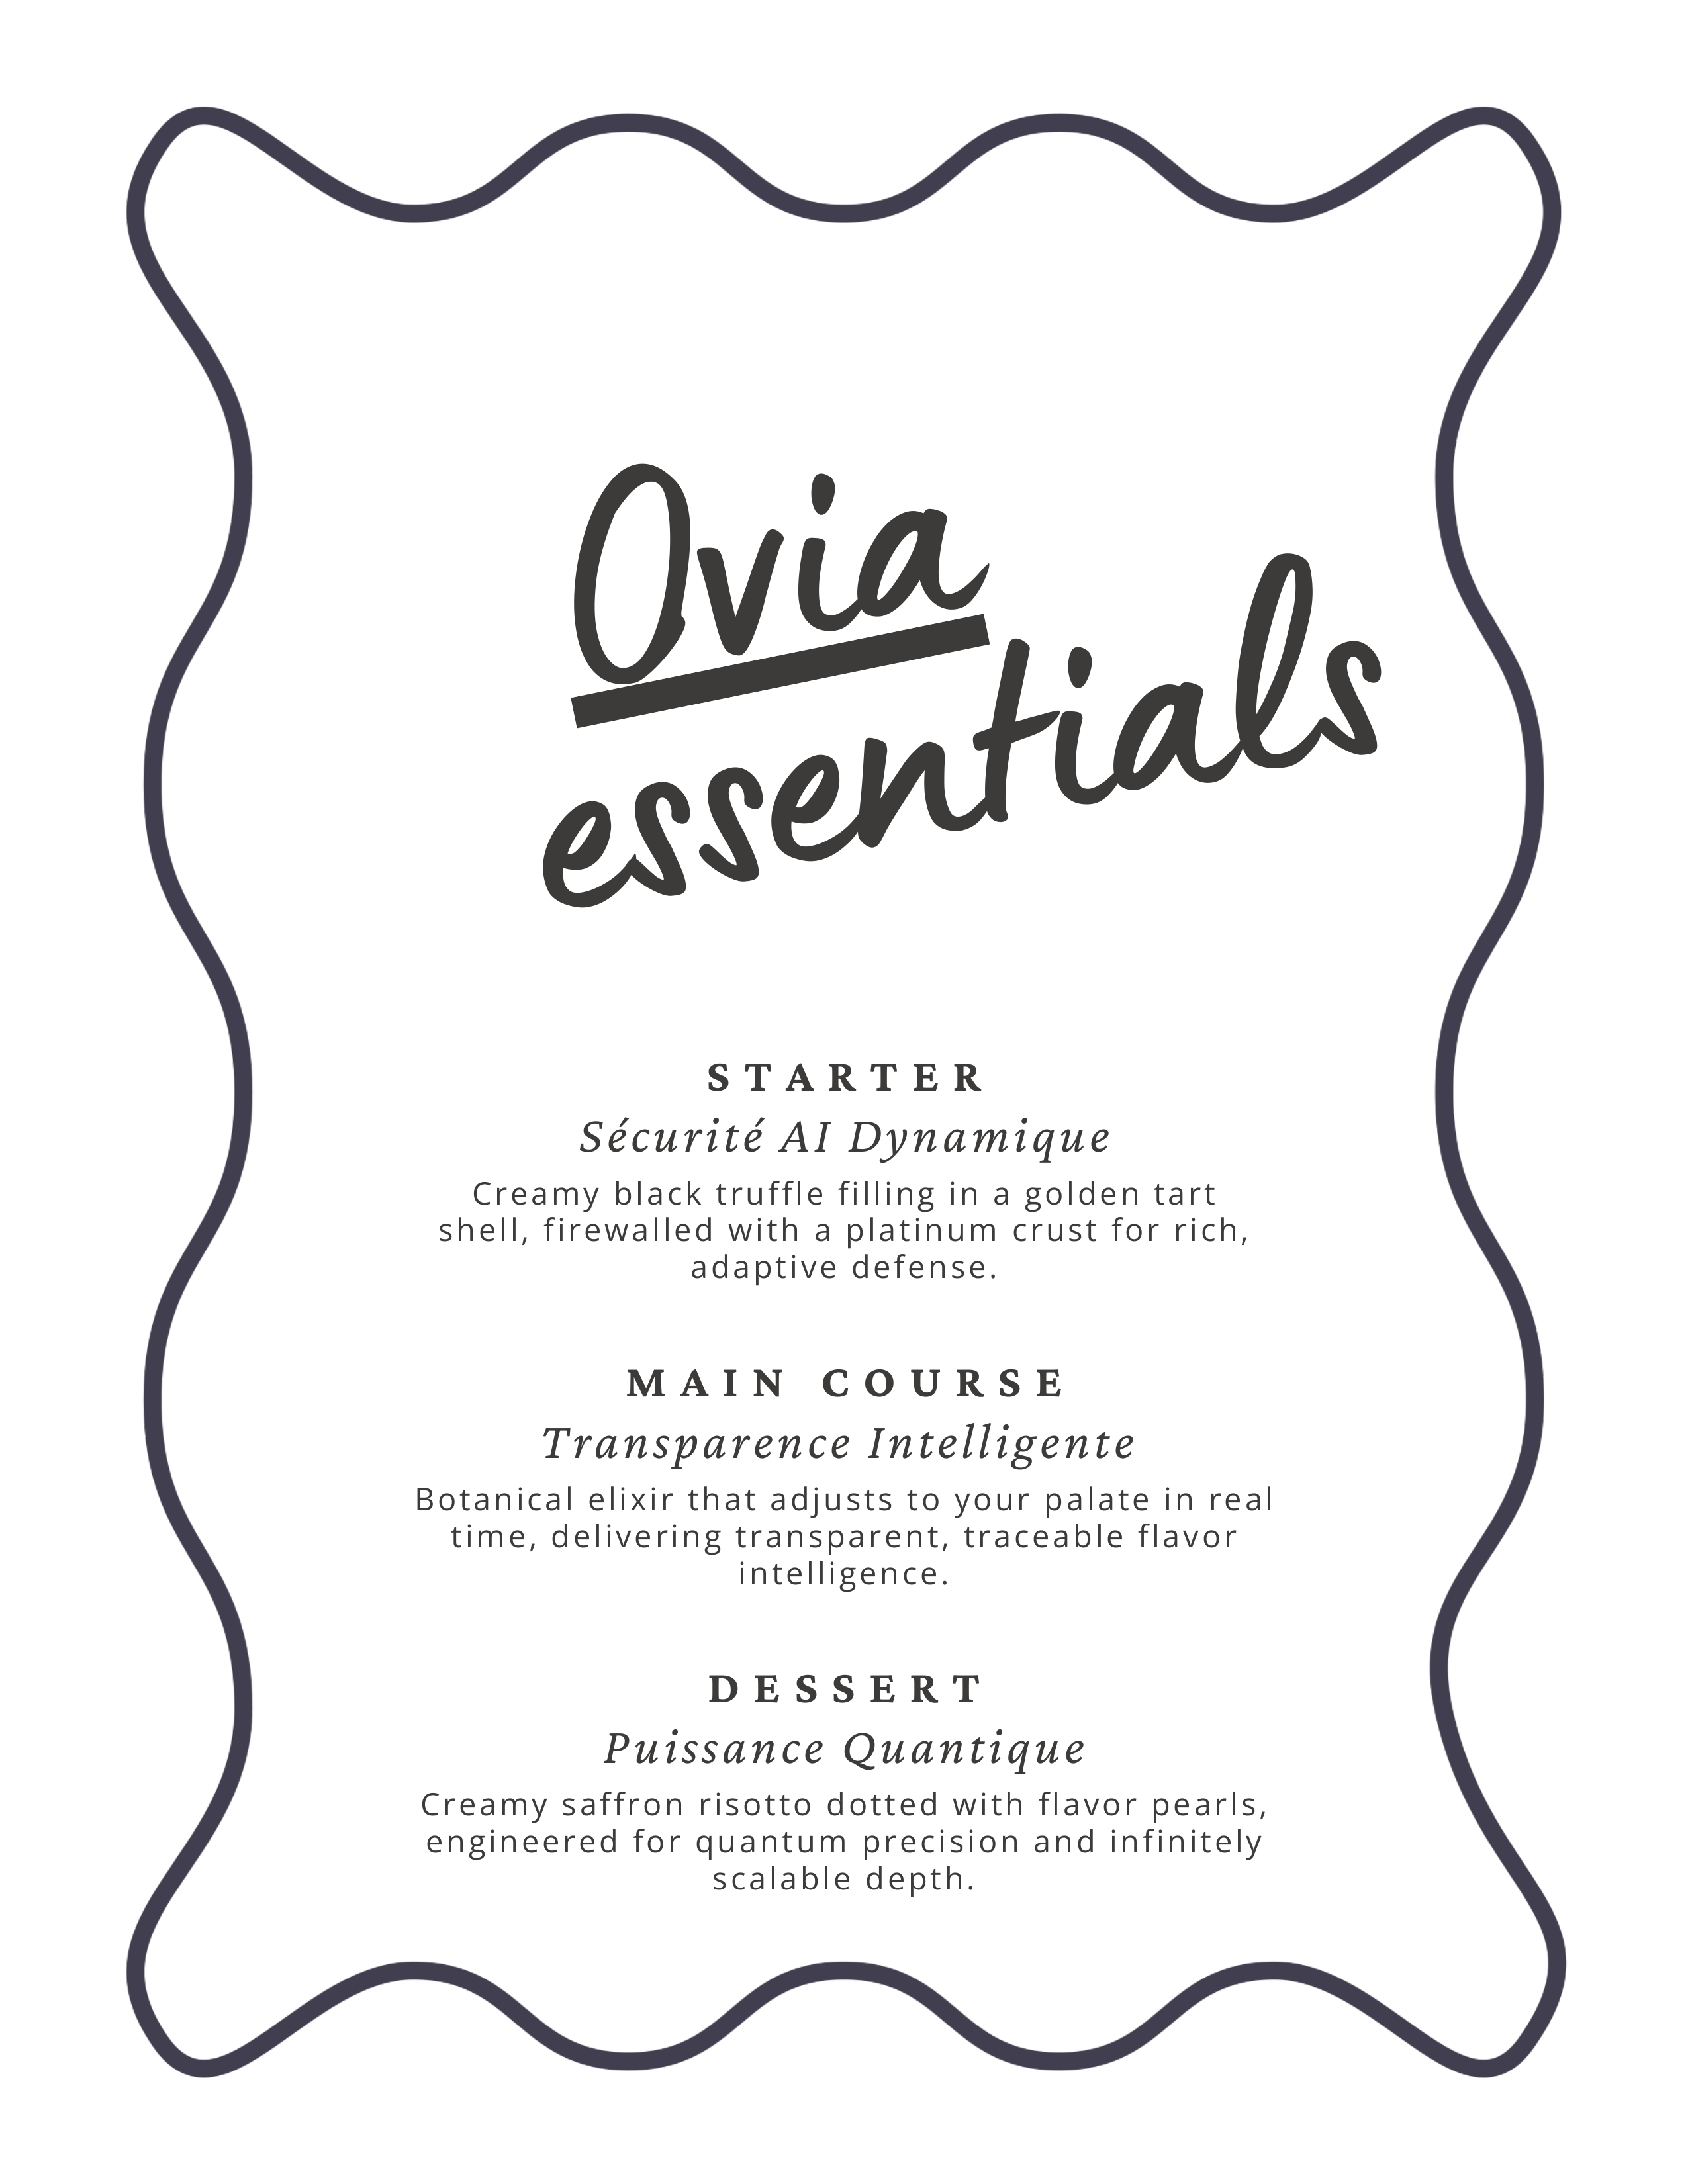 Ovia
essentials
STARTER
Sécurité AI Dynamique
Creamy black truffle filling in a golden tart
shell, firewalled with a platinum crust for rich,
adaptive defense.
MAIN COURSE
Transparence Intelligente
Botanical elixir that adjusts to your palate in real
time, delivering transparent, traceable flavor
intelligence.
DESSERT
Puissance Quantique
Creamy saffron risotto dotted with flavor pearls,
engineered for quantum precision and infinitely
scalable depth.